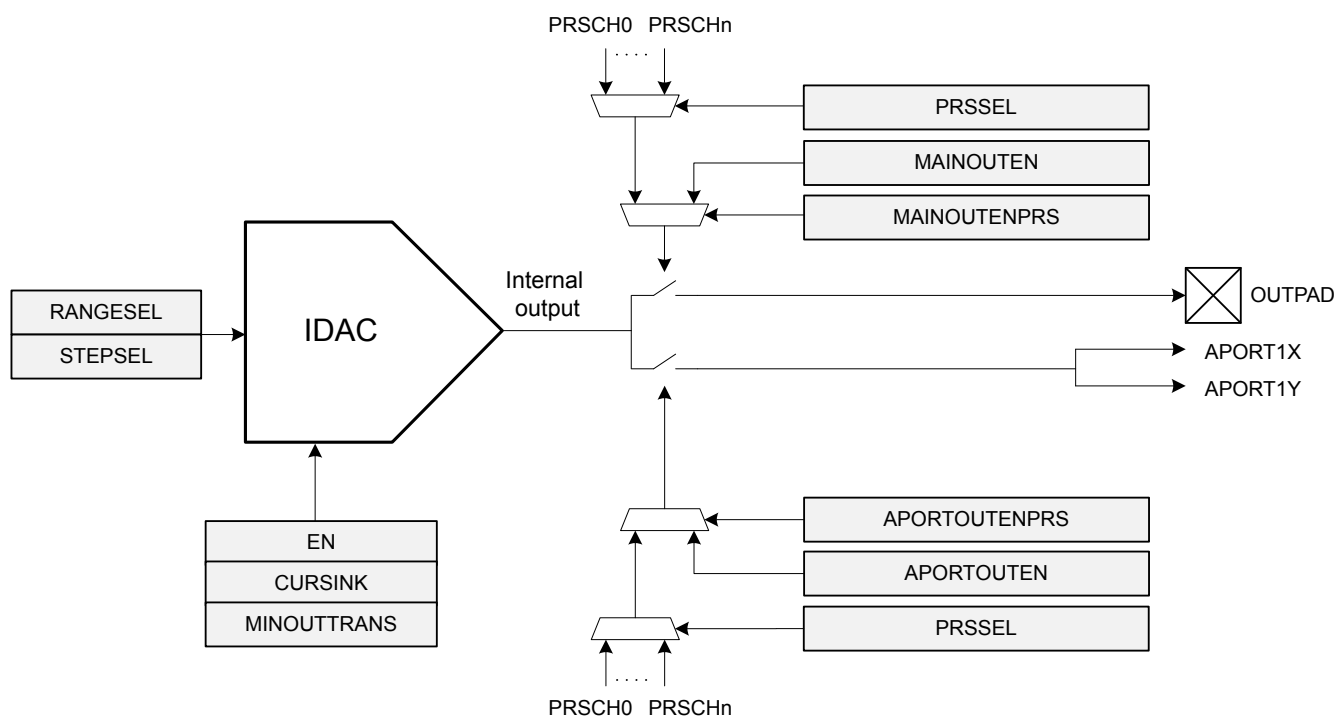 PRSCH0 PRSCHn
. . . .
PRSSEL
MAINOUTEN
MAINOUTENPRS
Internal
output
OUTPAD
RANGESEL
IDAC
STEPSEL
APORT1X
APORT1Y
APORTOUTENPRS
EN
APORTOUTEN
CURSINK
MINOUTTRANS
PRSSEL
. . . .
PRSCH0 PRSCHn